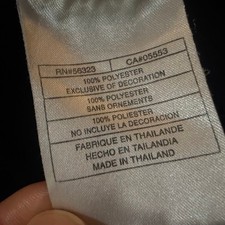 RN#56323 CA#05553
100% POLYESTER
EXCLUSIVE OF DECORATION
100% POLYESTER
SANS ORNEMENTS
100% POLIESTER
NO INCLUYE LA DECORACION
FABRIQUE EN THAILANDE
HECHO EN TAILANDIA
MADE IN THAILAND